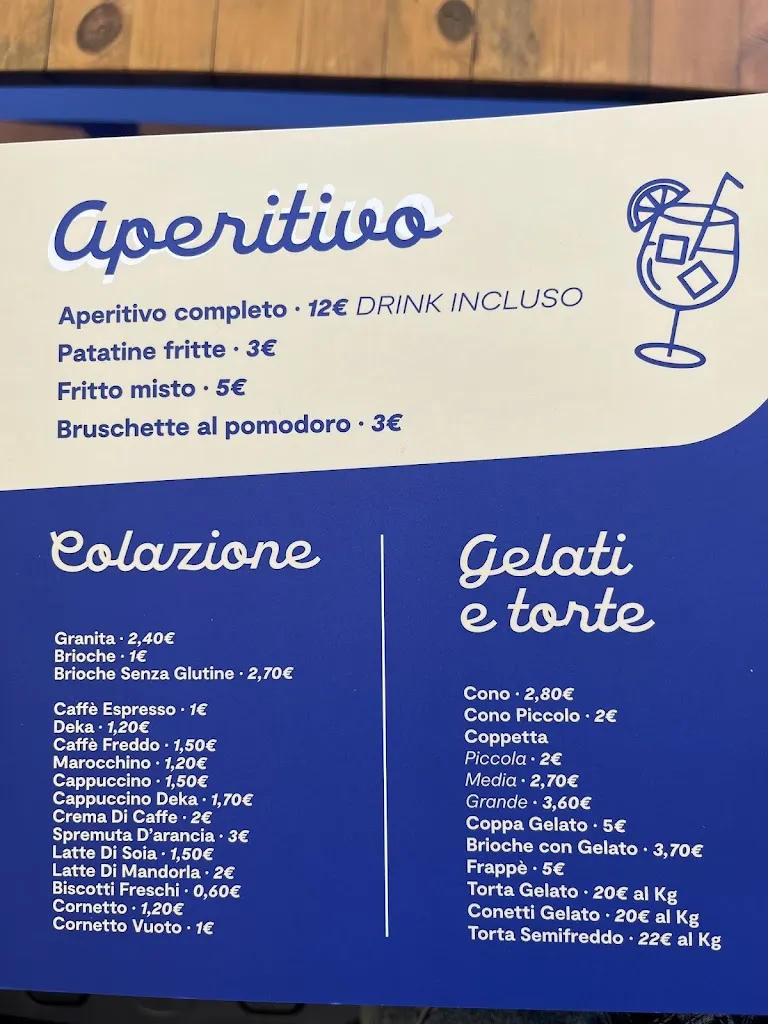 Aperitivo
Aperitivo completo · 12€ DRINK INCLUSO
Patatine fritte · 3€
Fritto misto · 5€
Bruschette al pomodoro · 3€
Colazione
Granita · 2,40€
Brioche · 1€
Brioche Senza Glutine · 2,70€
Caffè Espresso · 1€
Deka · 1,20€
Caffè Freddo · 1,50€
Marocchino · 1,20€
Cappuccino · 1,50€
Cappuccino Deka · 1,70€
Crema Di Caffe · 2€
Spremuta D'arancia · 3€
Latte Di Soia · 1,50€
Latte Di Mandorla · 2€
Biscotti Freschi · 0,60€
Cornetto · 1,20€
Cornetto Vuoto · 1€
Gelati
e torte
Cono · 2,80€
Cono Piccolo · 2€
Coppetta
Piccola · 2€
Media · 2,70€
Grande · 3,60€
Coppa Gelato · 5€
Brioche con Gelato · 3,70€
Frappè · 5€
Torta Gelato · 20€ al Kg
Conetti Gelato · 20€ al Kg
Torta Semifreddo · 22€ al Kg